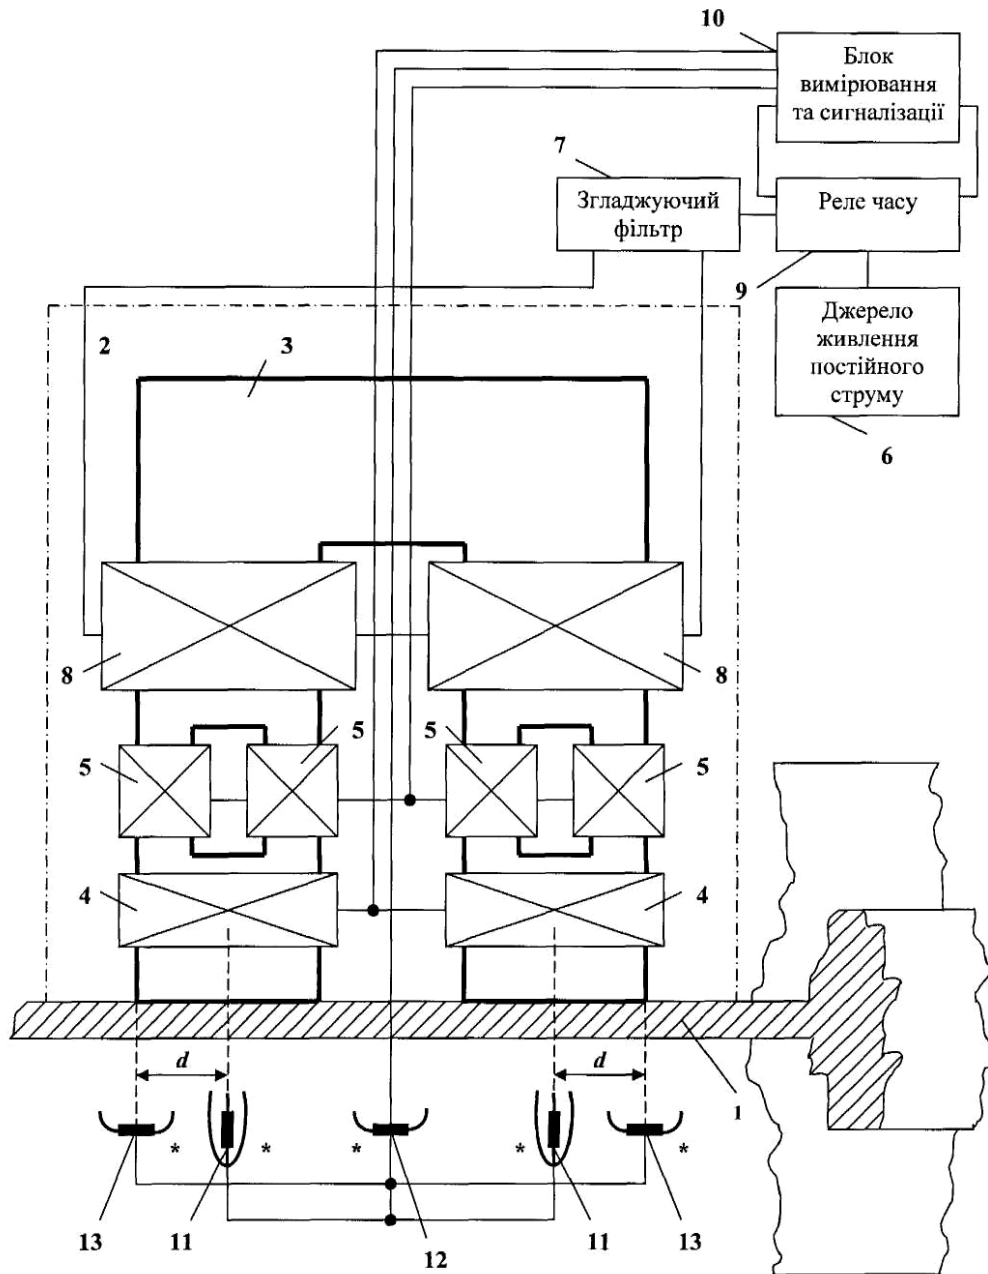 10
Блок
вимірювання
та сигналізації
7
Згладжуючий
фільтр
Реле часу
9
Джерело
живлення
постійного
струму
6
2
3
8
8
5
5
5
5
4
4
d
d
1
*
*
*
*
*
13
11
12
11
13